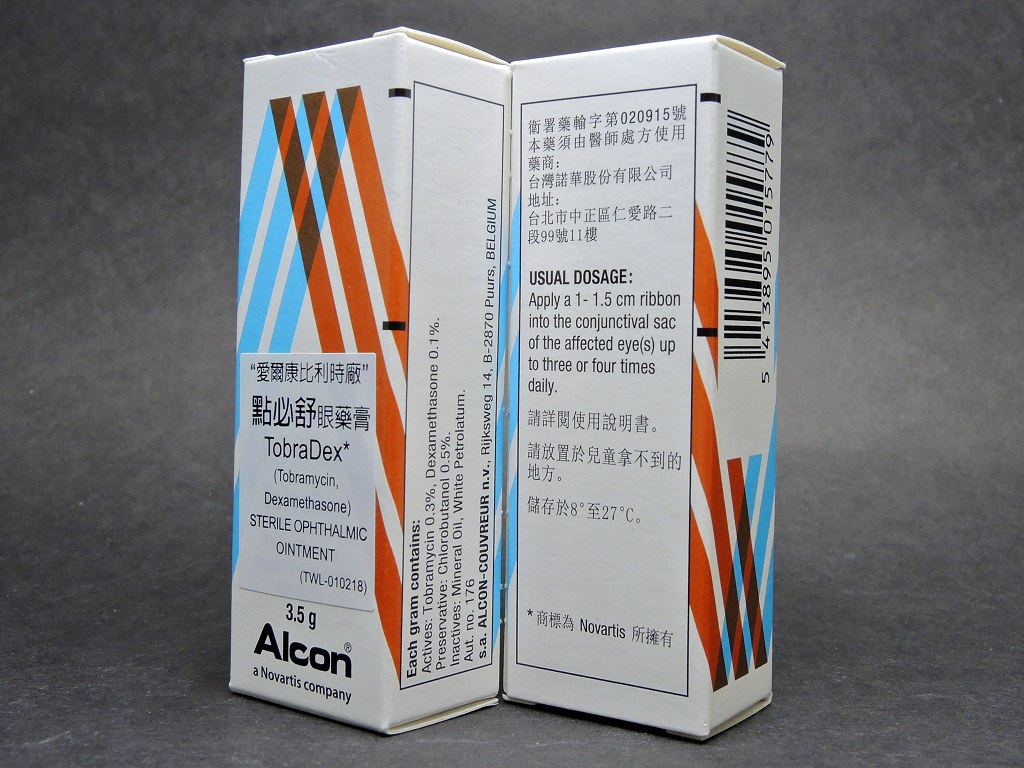 “愛爾康比利時廠”
點必舒眼藥膏
TobraDex*
(Tobramycin,
Dexamethasone)
STERILE OPHTHALMIC
OINTMENT
(TWL-010218)
3.5 g
Alcon®
a Novartis company
Each gram contains:
Actives: Tobramycin 0.3%, Dexamethasone 0.1%.
Preservative: Chlorobutanol 0.5%.
Inactives: Mineral Oil, White Petrolatum.
Aut. no. 176
s.a. ALCON-COUVREUR n.v., Rijksweg 14, B-2870 Puurs, BELGIUM
衛署藥輸字第020915號
本藥須由醫師處方使用
藥商:
台灣諾華股份有限公司
地址:
台北市中正區仁愛路二
段99號11樓
USUAL DOSAGE:
Apply a 1- 1.5 cm ribbon
into the conjunctival sac
of the affected eye(s) up
to three or four times
daily.
請詳閱使用說明書。
請放置於兒童拿不到的
地方。
儲存於8°至27°C。
* 商標為 Novartis 所擁有
5 413895 015779